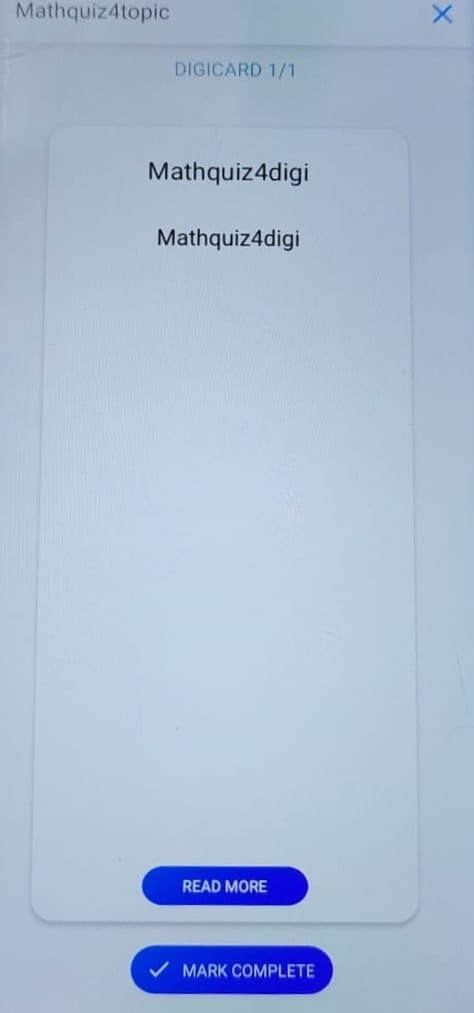 Mathquiz4topic
DIGICARD 1/1
Mathquiz4digi
Mathquiz4digi
READ MORE
MARK COMPLETE